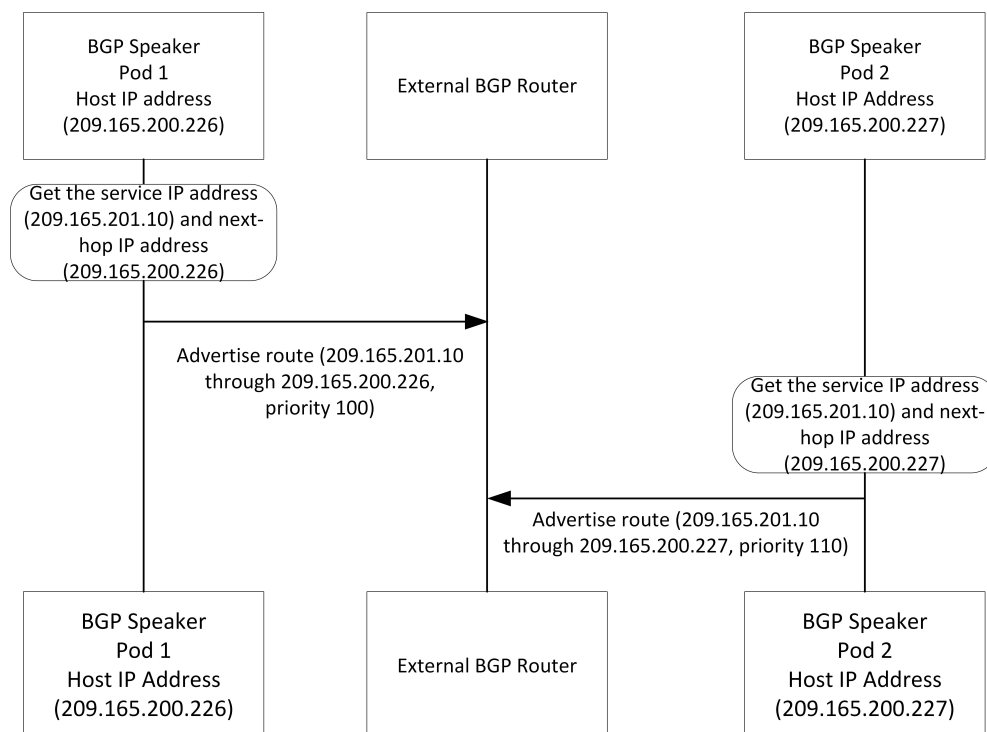 BGP Speaker
Pod 1
Host IP address
(209.165.200.226)
External BGP Router
BGP Speaker
Pod 2
Host IP Address
(209.165.200.227)
Get the service IP address
(209.165.201.10) and next-
hop IP address
(209.165.200.226)
Advertise route (209.165.201.10
through 209.165.200.226,
priority 100)
Get the service IP address
(209.165.201.10) and next-
hop IP address
(209.165.200.227)
Advertise route (209.165.201.10
through 209.165.200.227, priority 110)
BGP Speaker
Pod 1
Host IP Address
(209.165.200.226)
External BGP Router
BGP Speaker
Pod 2
Host IP Address
(209.165.200.227)